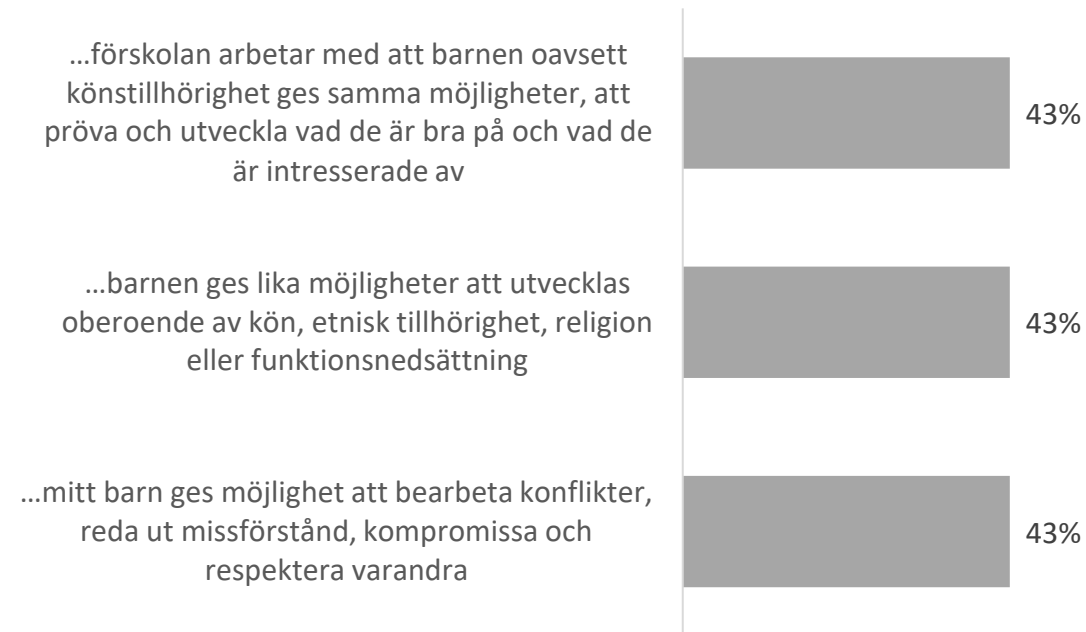 …förskolan arbetar med att barnen oavsett
könstillhörighet ges samma möjligheter, att
pröva och utveckla vad de är bra på och vad de
är intresserade av
43%
…barnen ges lika möjligheter att utvecklas
oberoende av kön, etnisk tillhörighet, religion
eller funktionsnedsättning
43%
…mitt barn ges möjlighet att bearbeta konflikter,
reda ut missförstånd, kompromissa och
respektera varandra
43%